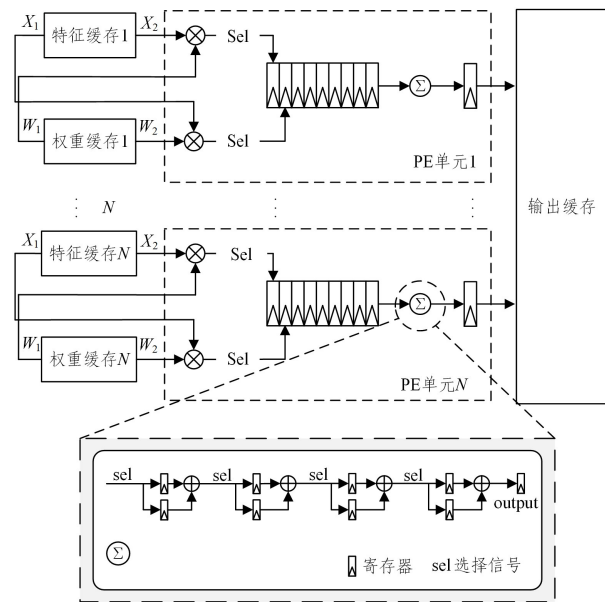 X₁ 特征缓存1 X₂ Sel
W₁ 权重缓存1 W₂ Sel
PE单元1
N
输出缓存
X₁ 特征缓存N X₂ Sel
W₁ 权重缓存N W₂ Sel
PE单元N
Σ
Σ
sel sel sel sel
output
Σ 寄存器 sel选择信号